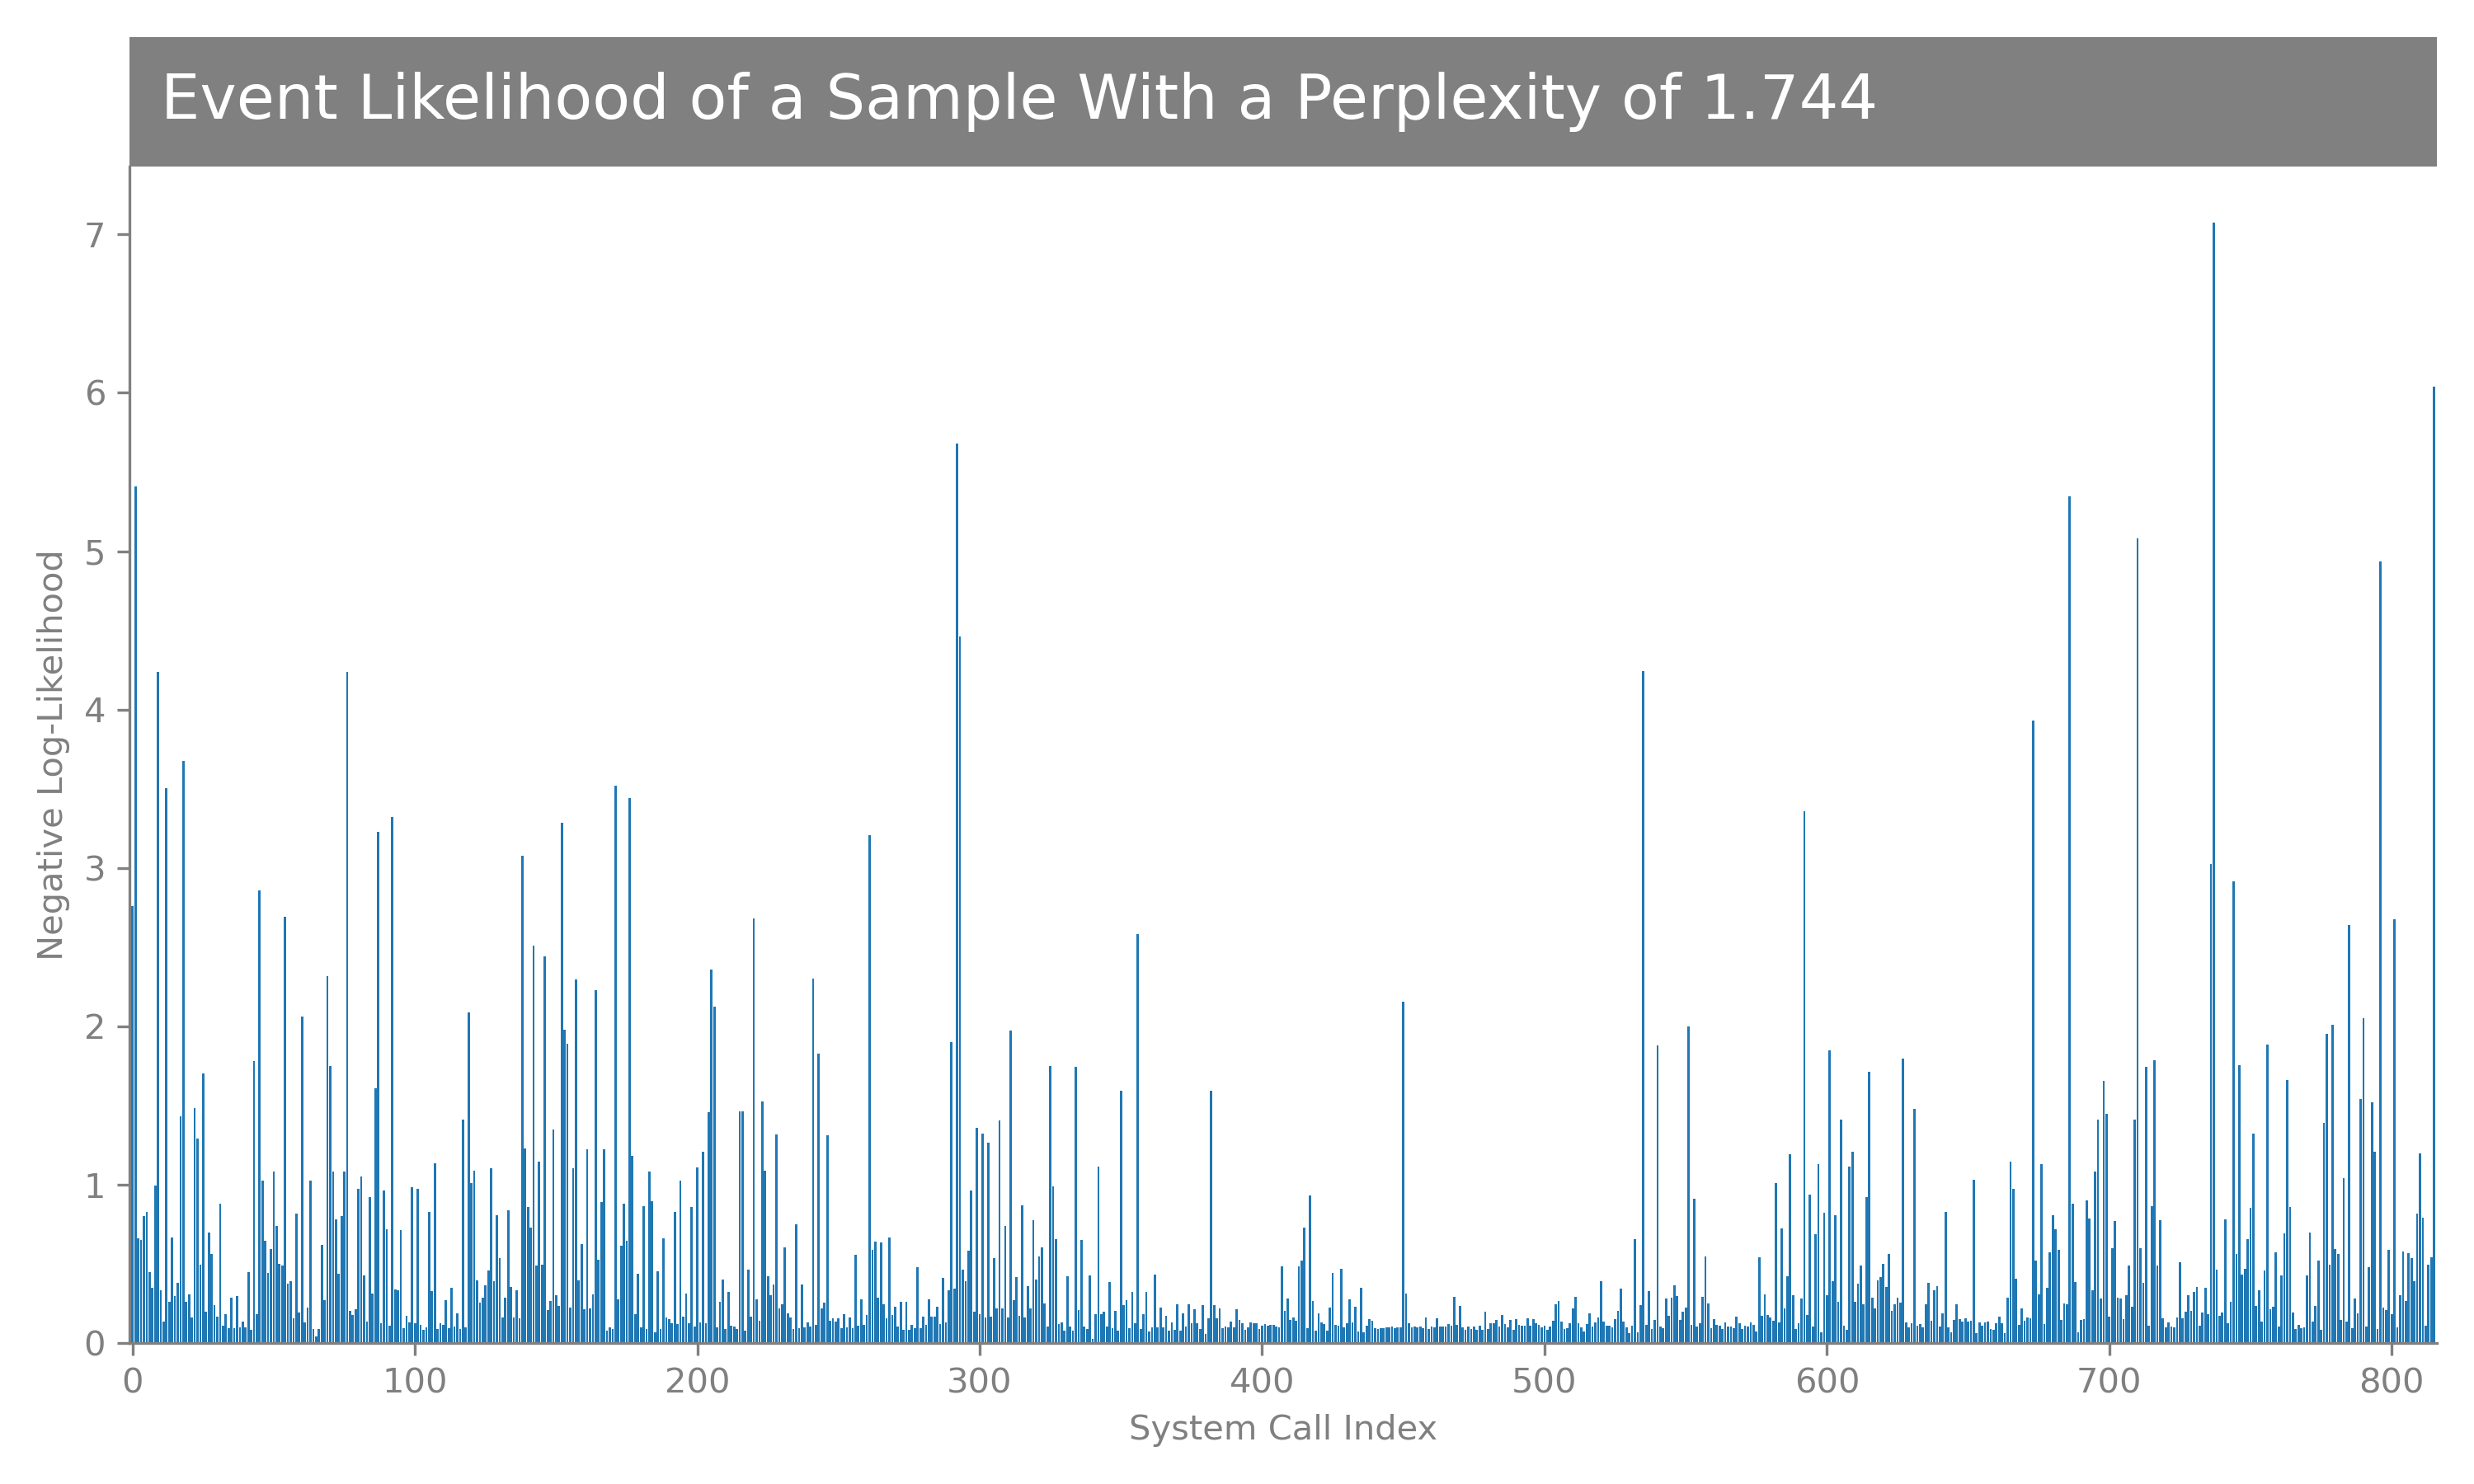 Event Likelihood of a Sample With a Perplexity of 1.744
Negative Log-Likelihood
7
6
5
4
3
2
1
0
0 100 200 300 400 500 600 700 800
System Call Index